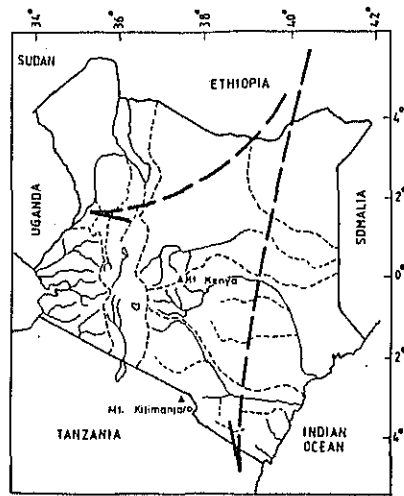 34°
36°
38°
40°
42°
SUDAN
ETHIOPIA
4°
UGANDA
2°
SOMALIA
0°
Mt. Kenya
2°
Mt. Kilimanjaro
TANZANIA
INDIAN
OCEAN
4°